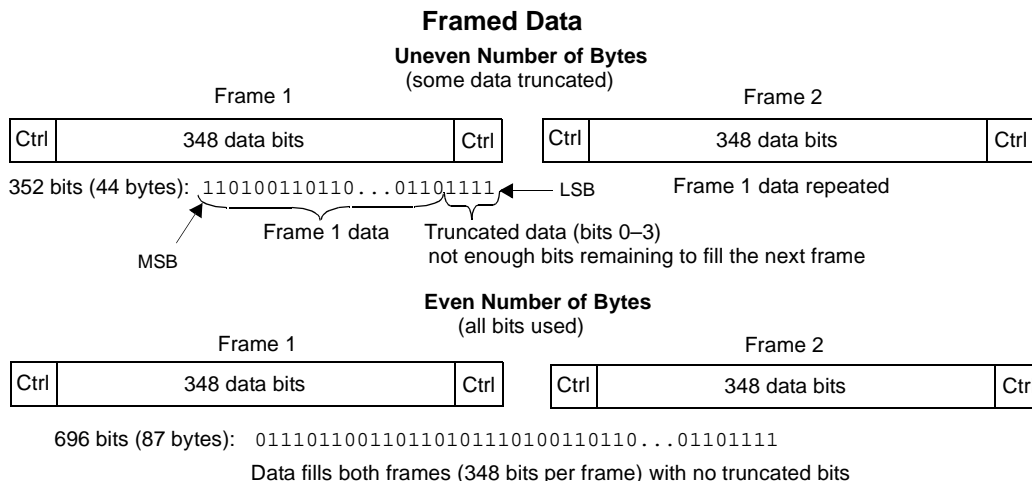 Framed Data
Uneven Number of Bytes
(some data truncated)
Frame 1 Frame 2
Ctrl 348 data bits Ctrl Ctrl 348 data bits Ctrl
352 bits (44 bytes): 110100110110...01101111 LSB Frame 1 data repeated
Frame 1 data Truncated data (bits 0–3)
MSB not enough bits remaining to fill the next frame
Even Number of Bytes
(all bits used)
Frame 1 Frame 2
Ctrl 348 data bits Ctrl Ctrl 348 data bits Ctr
696 bits (87 bytes): 011101100110110101110100110110...01101111
Data fills both frames (348 bits per frame) with no truncated bits